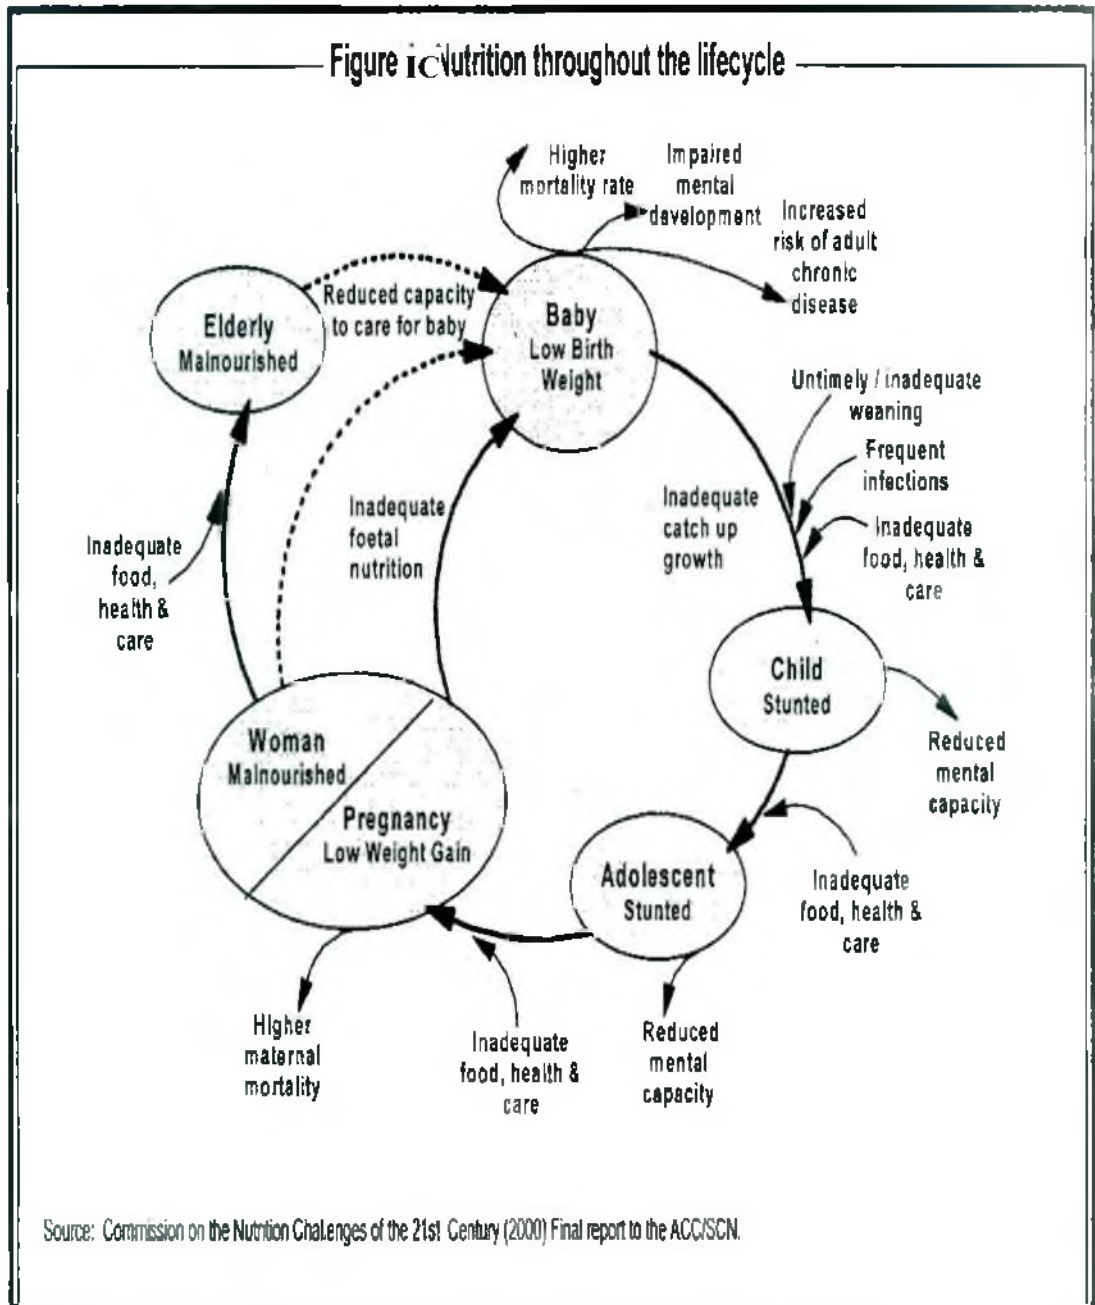 Figure iC Nutrition throughout the lifecycle
Higher
mortality rate
Impaired
mental
development
Increased
risk of adult
chronic
disease
Elderly
Malnourished
Reduced capacity
to care for baby
Baby
Low Birth
Weight
Untimely / inadequate
weaning
Frequent
infections
Inadequate
food, health &
care
Inadequate
catch up
growth
Inadequate
foetal
nutrition
Inadequate
food,
health &
care
Child
Stunted
Reduced
mental
capacity
Woman
Malnourished
Pregnancy
Low Weight Gain
Adolescent
Stunted
Inadequate
food, health &
care
Higher
maternal
mortality
Inadequate
food, health &
care
Reduced
mental
capacity
Source: Commission on the Nutrition Challenges of the 21st Century (2000) Final report to the ACC/SCN.